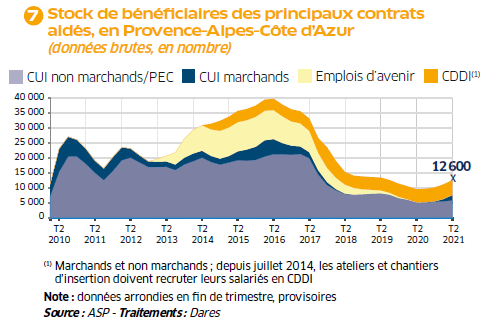 7 Stock de bénéficiaires des principaux contrats
aidés, en Provence-Alpes-Côte d'Azur
(données brutes, en nombre)
CUI non marchands/PEC CUI marchands Emplois d'avenir CDDI(1)
40 000
35 000
30 000
25 000
20 000
15 000
10 000
5 000
0
12 600
T2 T2 T2 T2 T2 T2 T2 T2 T2 T2 T2 T2
2010 2011 2012 2013 2014 2015 2016 2017 2018 2019 2020 2021
(1) Marchands et non marchands ; depuis juillet 2014, les ateliers et chantiers
d'insertion doivent recruter leurs salariés en CDDI
Note : données arrondies en fin de trimestre, provisoires
Source : ASP - Traitements : Dares